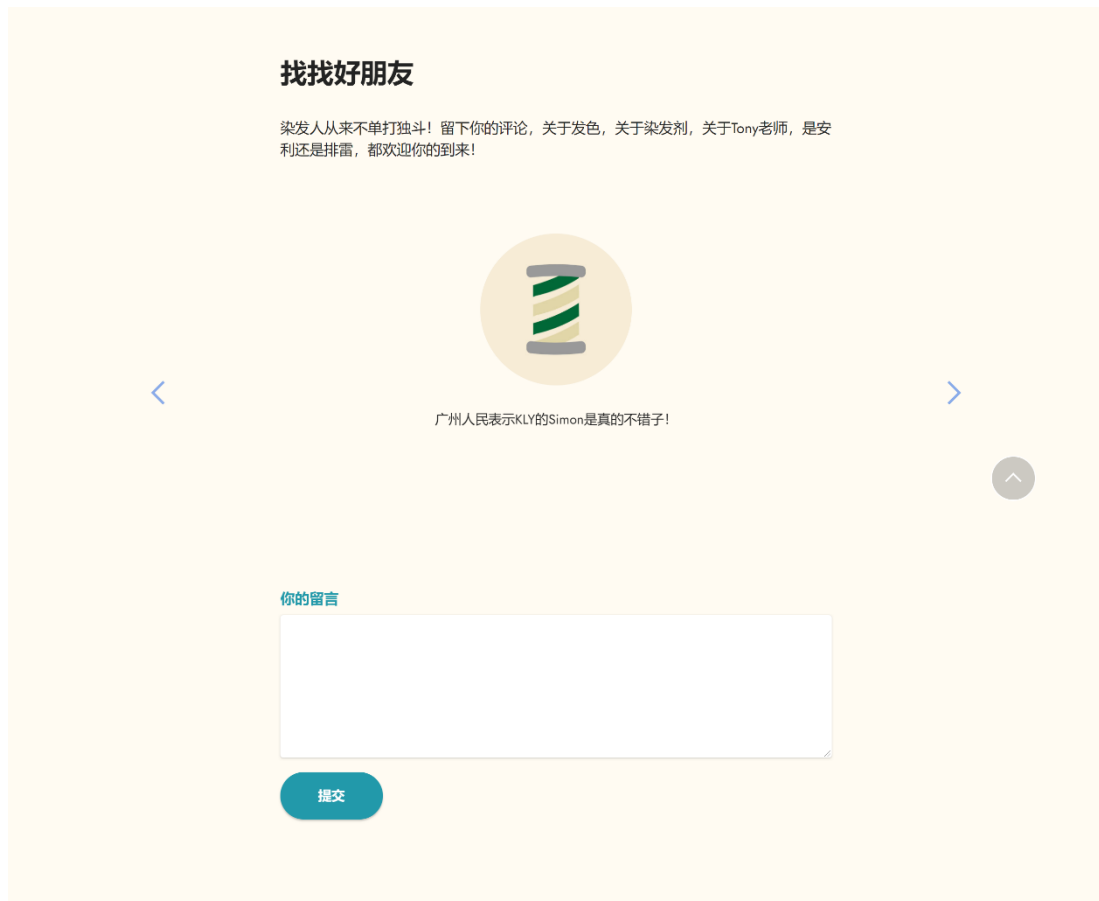 找找好朋友
染发人从来不单打独斗！留下你的评论，关于发色，关于染发剂，关于Tony老师，是安
利还是排雷，都欢迎你的到来！
广州人民表示KLY的Simon是真的不错子！
你的留言
提交